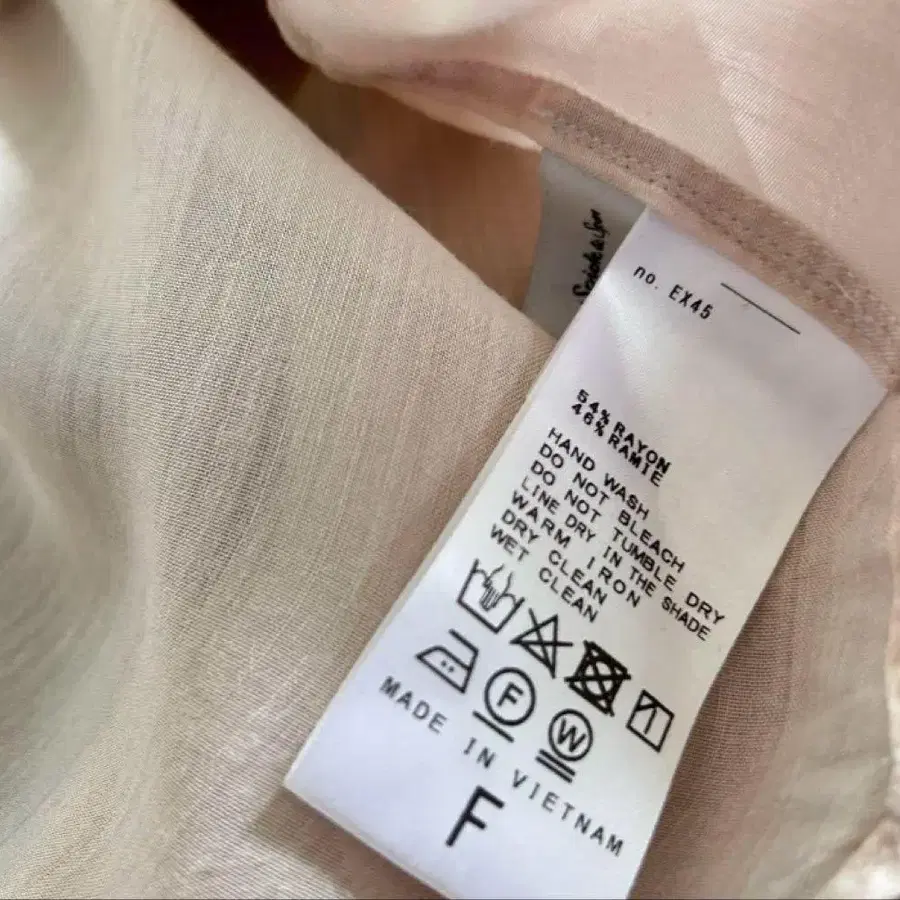 no. EX45
54% RAYON
46% RAMIE
HAND WASH
DO NOT BLEACH
DO NOT TUMBLE DRY
LINE DRY IN THE SHADE
WARM IRON
DRY CLEAN
WET CLEAN
F
W
MADE IN VIETNAM
F